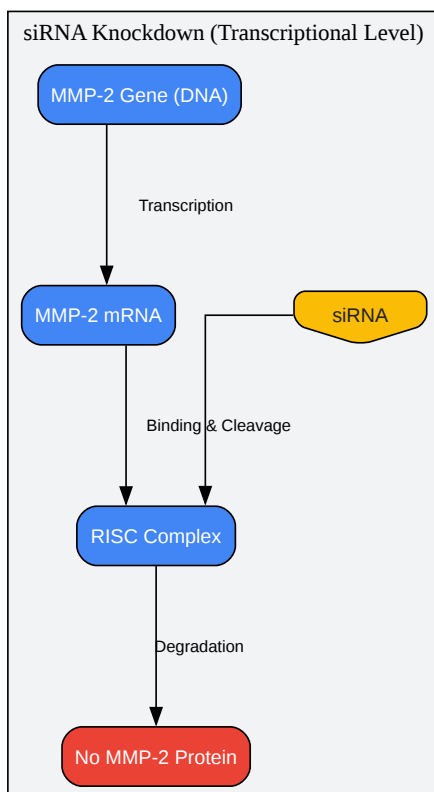 siRNA Knockdown (Transcriptional Level)
MMP-2 Gene (DNA)
Transcription
MMP-2 mRNA
siRNA
Binding & Cleavage
RISC Complex
Degradation
No MMP-2 Protein